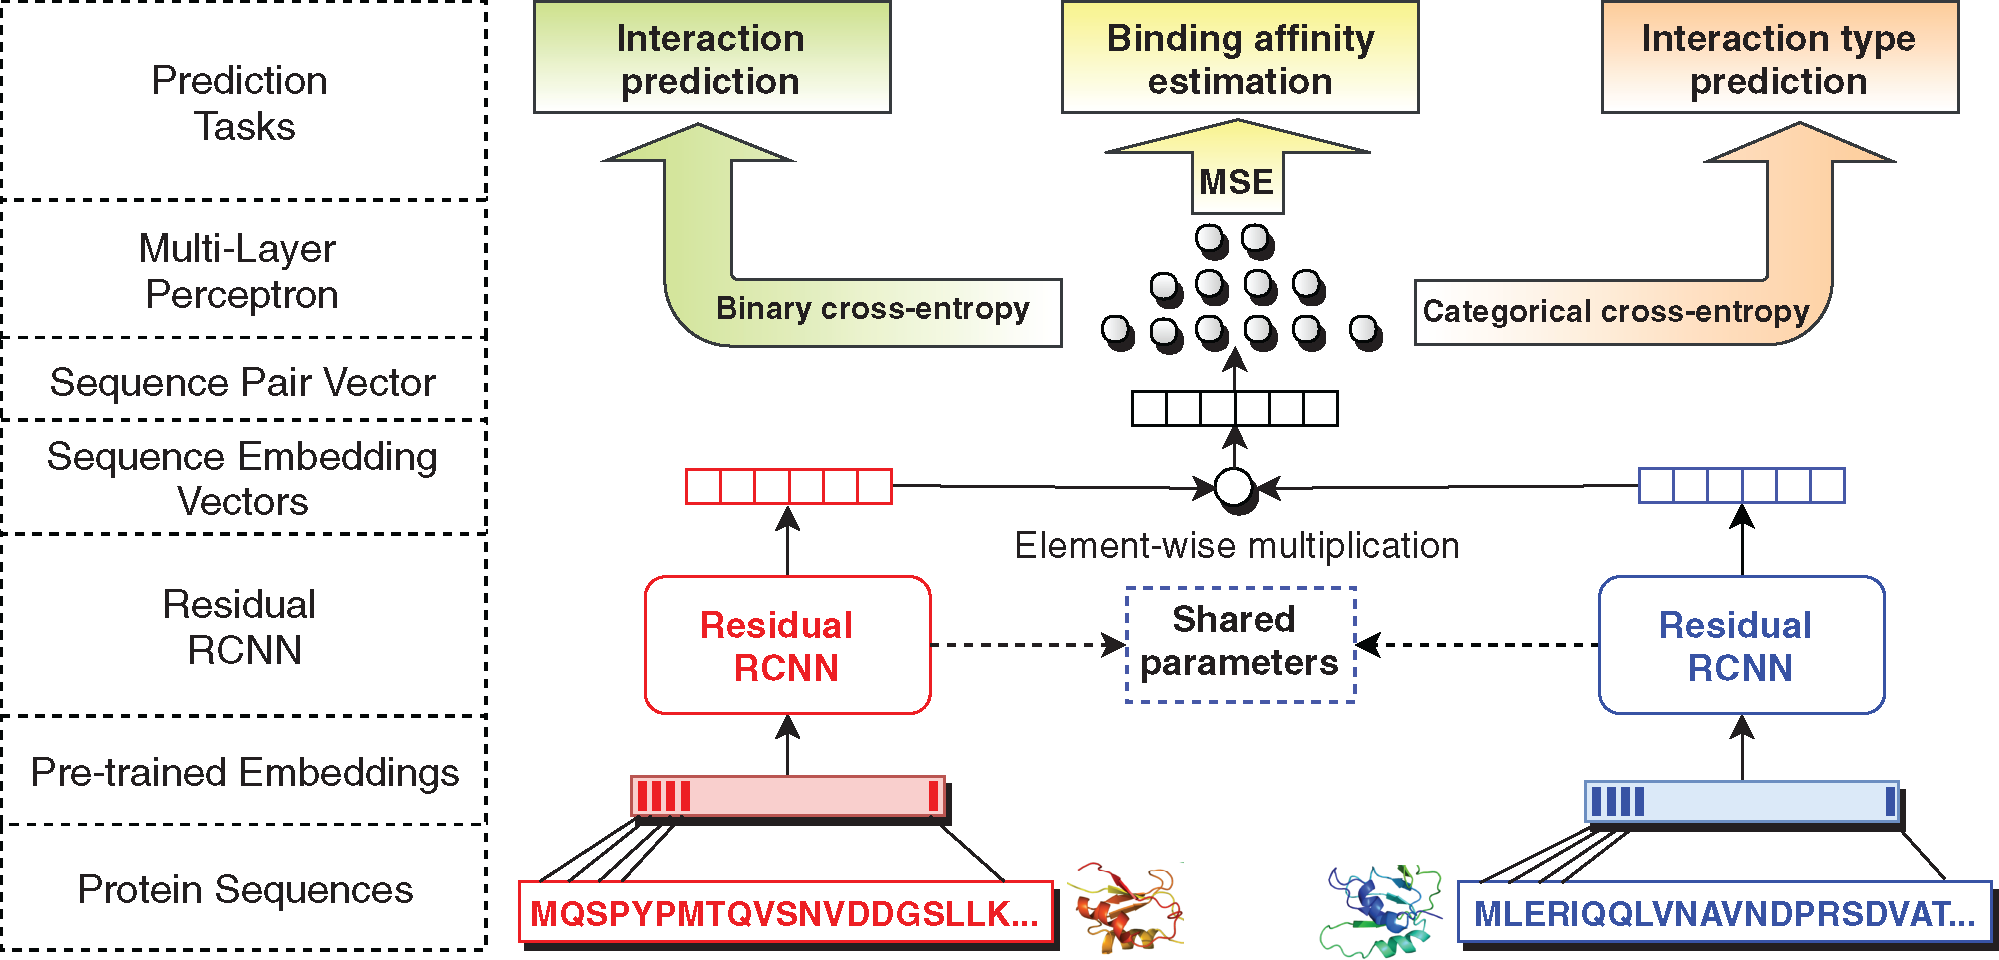 Prediction
Tasks
Interaction
prediction
Binding affinity
estimation
Interaction type
prediction
MSE
Multi-Layer
Perceptron
Binary cross-entropy
Categorical cross-entropy
Sequence Pair Vector
Sequence Embedding
Vectors
Element-wise multiplication
Residual
RCNN
Residual
RCNN
Shared
parameters
Residual
RCNN
Pre-trained Embeddings
Protein Sequences
MQSPYPMTQVSNVDDGSLLK...
MLERIQQLVNAVNDPRSDVAT...